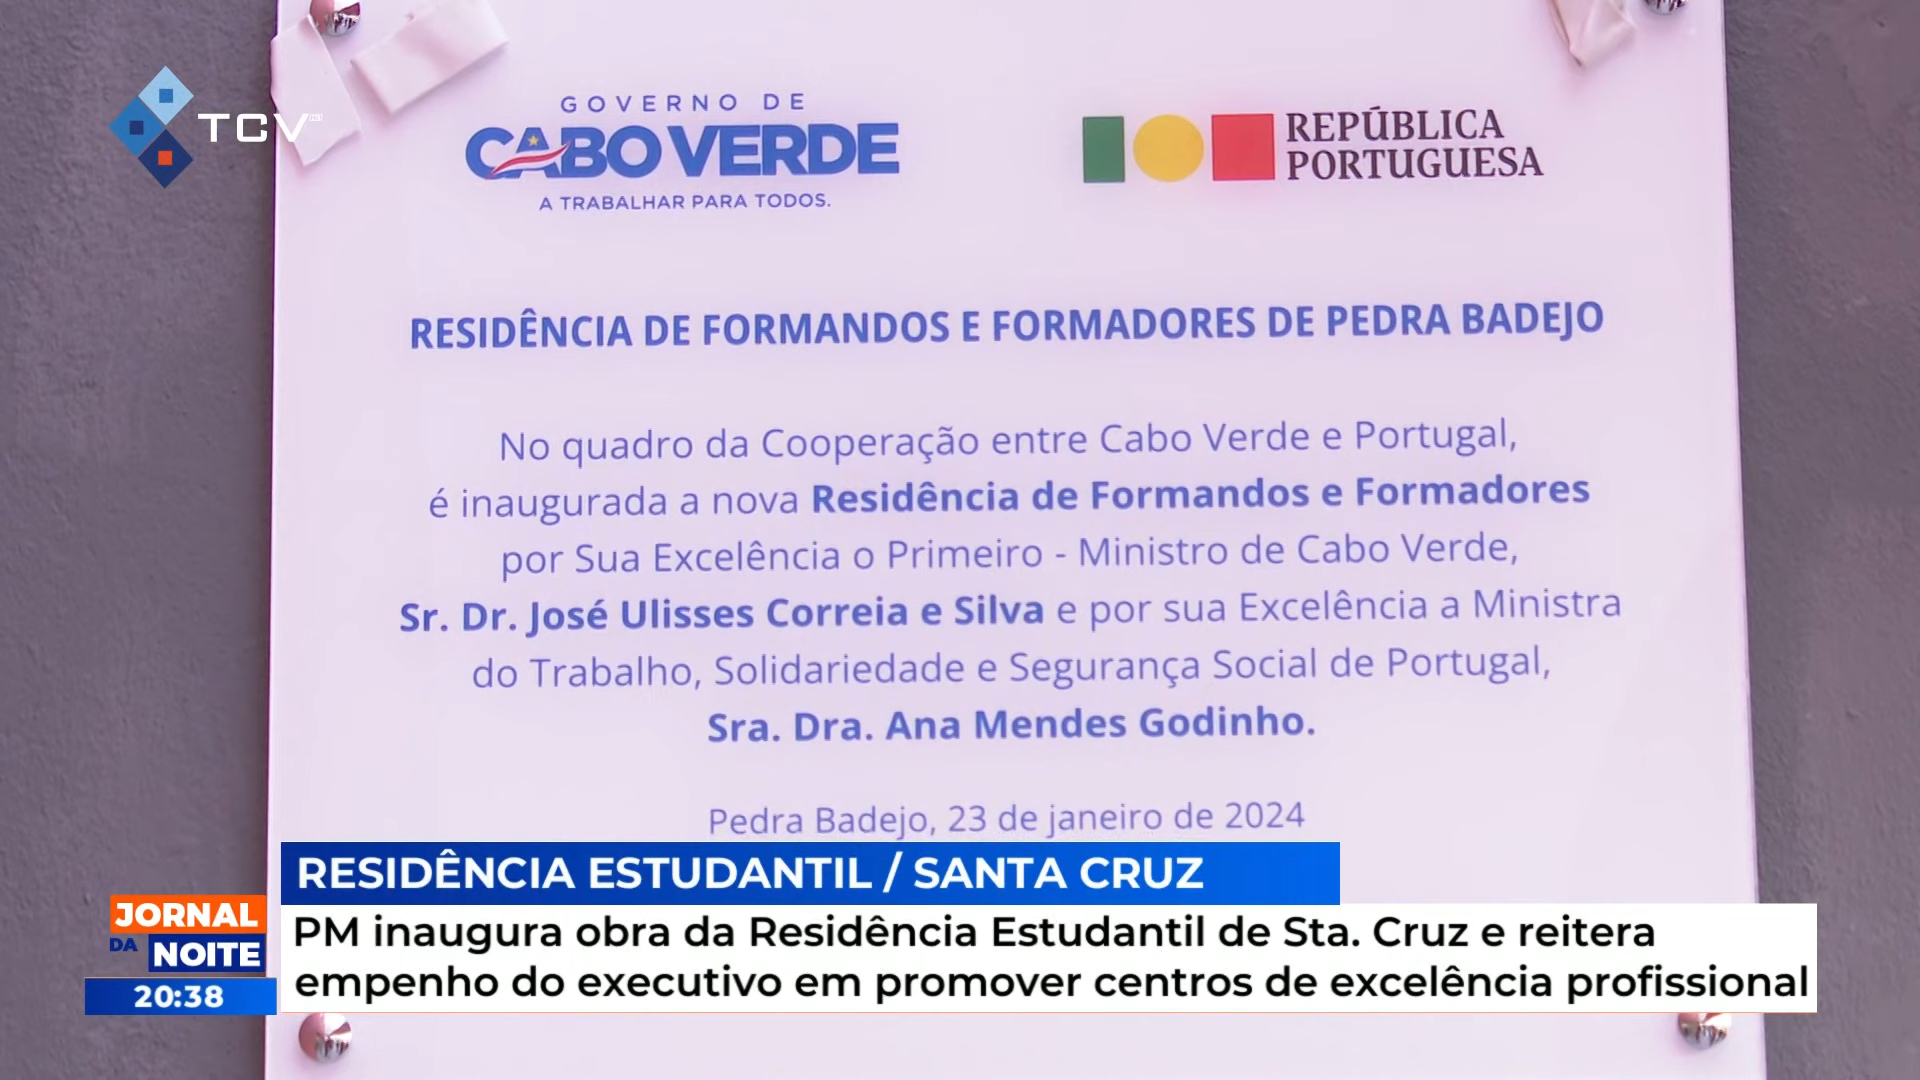 TCV
GOVERNO DE
CABO VERDE
A TRABALHAR PARA TODOS.
REPÚBLICA
PORTUGUESA
RESIDÊNCIA DE FORMANDOS E FORMADORES DE PEDRA BADEJO
No quadro da Cooperação entre Cabo Verde e Portugal,
é inaugurada a nova Residência de Formandos e Formadores
por Sua Excelência o Primeiro - Ministro de Cabo Verde,
Sr. Dr. José Ulisses Correia e Silva e por sua Excelência a Ministra
do Trabalho, Solidariedade e Segurança Social de Portugal,
Sra. Dra. Ana Mendes Godinho.
Pedra Badejo, 23 de janeiro de 2024
RESIDÊNCIA ESTUDANTIL / SANTA CRUZ
JORNAL
DA NOITE
20:38
PM inaugura obra da Residência Estudantil de Sta. Cruz e reitera
empenho do executivo em promover centros de excelência profissional